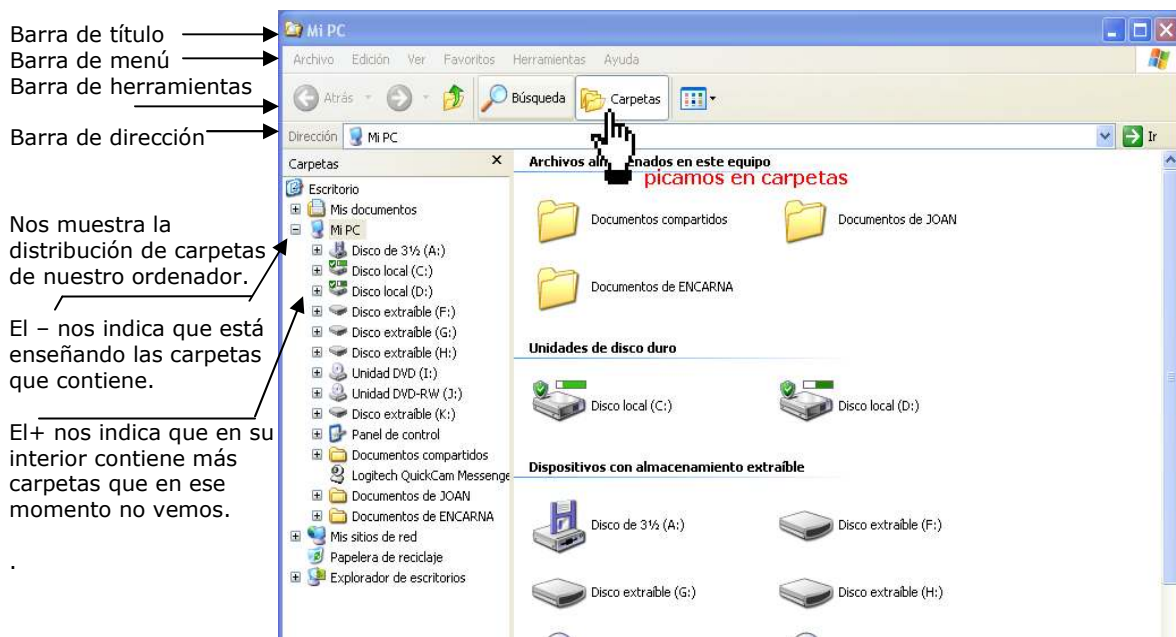 Barra de título
Barra de menú
Barra de herramientas
Barra de dirección
Nos muestra la
distribución de carpetas
de nuestro ordenador.
El – nos indica que está
enseñando las carpetas
que contiene.
El+ nos indica que en su
interior contiene más
carpetas que en ese
momento no vemos.
.
Mi PC
Archivo Edición Ver Favoritos Herramientas Ayuda
Atrás Búsqueda Carpetas
Dirección Mi PC Ir
Carpetas
Escritorio
Mis documentos
Mi PC
Disco de 3½ (A:)
Disco local (C:)
Disco local (D:)
Disco extraíble (F:)
Disco extraíble (G:)
Disco extraíble (H:)
Unidad DVD (I:)
Unidad DVD-RW (J:)
Disco extraíble (K:)
Panel de control
Documentos compartidos
Logitech QuickCam Messenge
Documentos de JOAN
Documentos de ENCARNA
Mis sitios de red
Papelera de reciclaje
Explorador de escritorios
Archivos en este equipo
picamos en carpetas
Documentos compartidos
Documentos de JOAN
Documentos de ENCARNA
Unidades de disco duro
Disco local (C:)
Disco local (D:)
Dispositivos con almacenamiento extraíble
Disco de 3½ (A:)
Disco extraíble (F:)
Disco extraíble (G:)
Disco extraíble (H:)